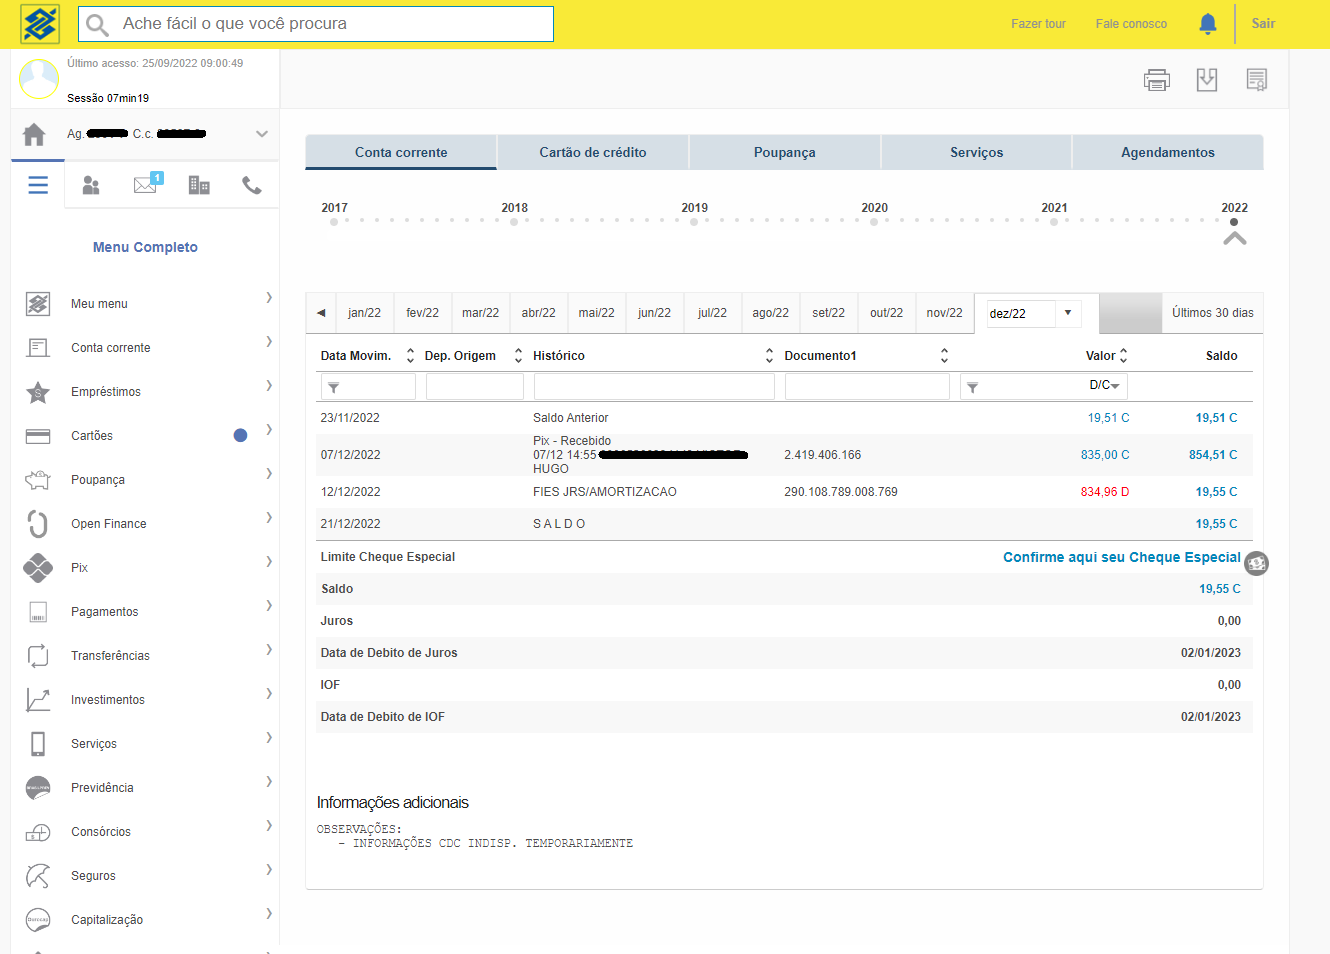 Ache fácil o que você procura
Fazer tour
Fale conosco
Sair
Último acesso: 25/09/2022 09:00:49
Sessão 07min19
Ag.
C.c.
1
Menu Completo
Meu menu
Conta corrente
Empréstimos
Cartões
Poupança
Open Finance
Pix
Pagamentos
Transferências
Investimentos
Serviços
Previdência
Consórcios
Seguros
Capitalização
Conta corrente
Cartão de crédito
Poupança
Serviços
Agendamentos
2017 2018 2019 2020 2021 2022
jan/22 fev/22 mar/22 abr/22 mai/22 jun/22 jul/22 ago/22 set/22 out/22 nov/22 dez/22 Últimos 30 dias
Data Movim. Dep. Origem Histórico Documento1 Valor Saldo
D/C
23/11/2022 Saldo Anterior 19,51 C 19,51 C
Pix - Recebido
07/12/2022 07/12 14:55 2.419.406.166 835,00 C 854,51 C
HUGO
12/12/2022 FIES JRS/AMORTIZACAO 290.108.789.008.769 834,96 D 19,55 C
21/12/2022 S A L D O 19,55 C
Limite Cheque Especial Confirme aqui seu Cheque Especial
Saldo 19,55 C
Juros 0,00
Data de Debito de Juros 02/01/2023
IOF 0,00
Data de Debito de IOF 02/01/2023
Informações adicionais
OBSERVAÇÕES:
- INFORMAÇÕES CDC INDISP. TEMPORARIAMENTE